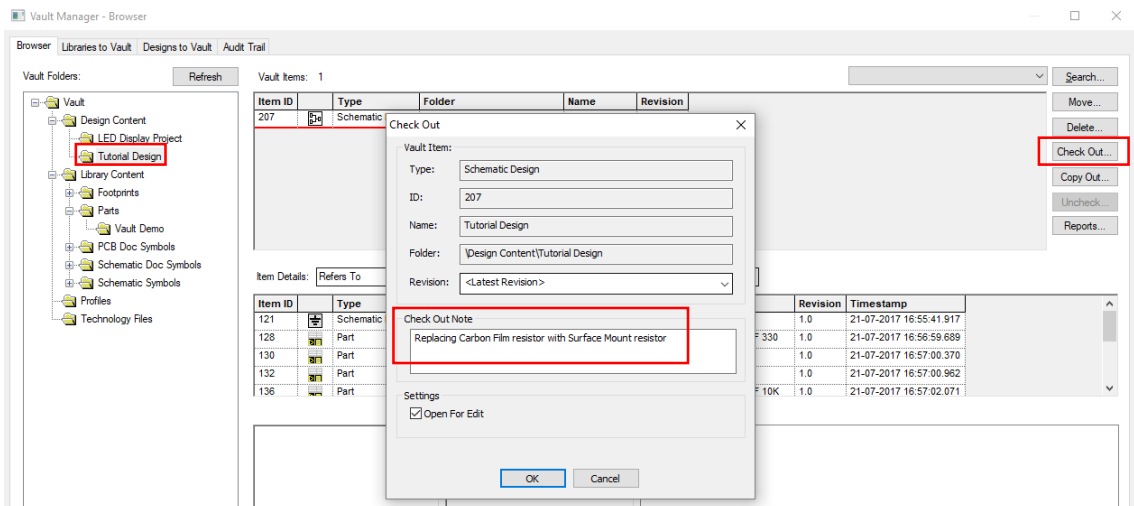 Vault Manager - Browser
Browser Libraries to Vault Designs to Vault Audit Trail
Vault Folders: Refresh Vault Items: 1 Search...
Vault
Design Content
LED Display Project
Tutorial Design
Library Content
Footprints
Parts
Vault Demo
PCB Doc Symbols
Schematic Doc Symbols
Schematic Symbols
Profiles
Technology Files
Item ID Type Folder Name Revision
207 Schematic
Move...
Delete...
Check Out...
Copy Out...
Uncheck...
Reports...
Check Out
Vault Item:
Type: Schematic Design
ID: 207
Name: Tutorial Design
Folder: \Design Content\Tutorial Design
Revision: <Latest Revision>
Check Out Note
Replacing Carbon Film resistor with Surface Mount resistor
Settings
Open For Edit
OK Cancel
Item Details: Refers To
Item ID Type Revision Timestamp
121 Schematic 1.0 21-07-2017 16:55:41.917
128 Part 330 1.0 21-07-2017 16:56:59.689
130 Part 1.0 21-07-2017 16:57:00.370
132 Part 1.0 21-07-2017 16:57:00.962
136 Part 10K 1.0 21-07-2017 16:57:02.071